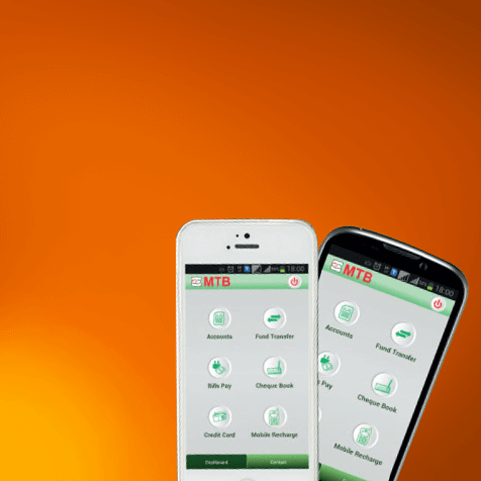 18:00
MTB
Accounts
Fund Transfer
Bills Pay
Cheque Book
Credit Card
Mobile Recharge
Dashboard
Contact
18:00
MTB
Accounts
Fund Transfer
Pay
Cheque Book
Mobile Recharge